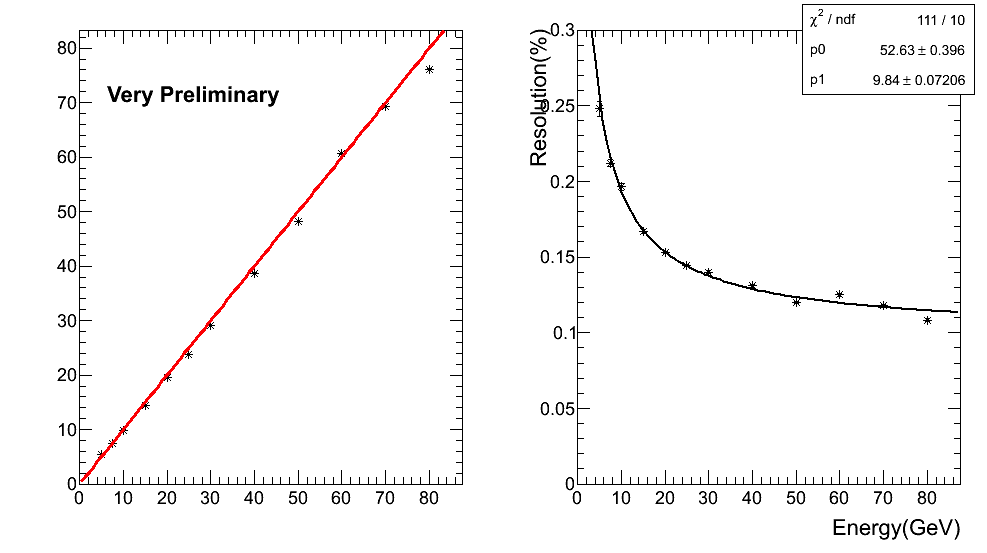 Very Preliminary
80
70
60
50
40
30
20
10
0
0 10 20 30 40 50 60 70 80
χ² / ndf 111 / 10
p0 52.63 ± 0.396
p1 9.84 ± 0.07206
Resolution(%)
0.3
0.25
0.2
0.15
0.1
0.05
0
0 10 20 30 40 50 60 70 80
Energy(GeV)